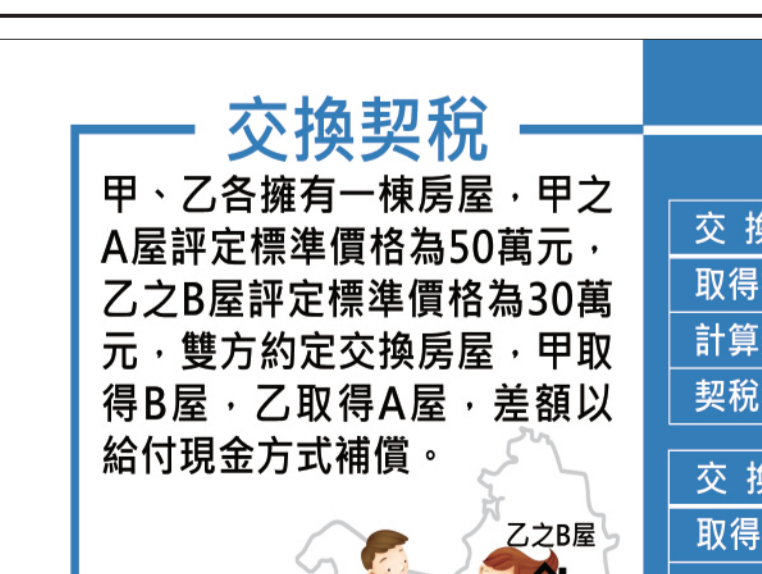 交換契稅
甲、乙各擁有一棟房屋，甲之
A屋評定標準價格為50萬元，
乙之B屋評定標準價格為30萬
元，雙方約定交換房屋，甲取
得B屋，乙取得A屋，差額以
給付現金方式補償。
乙之B屋
交
取得
計算
契稅
交
取得